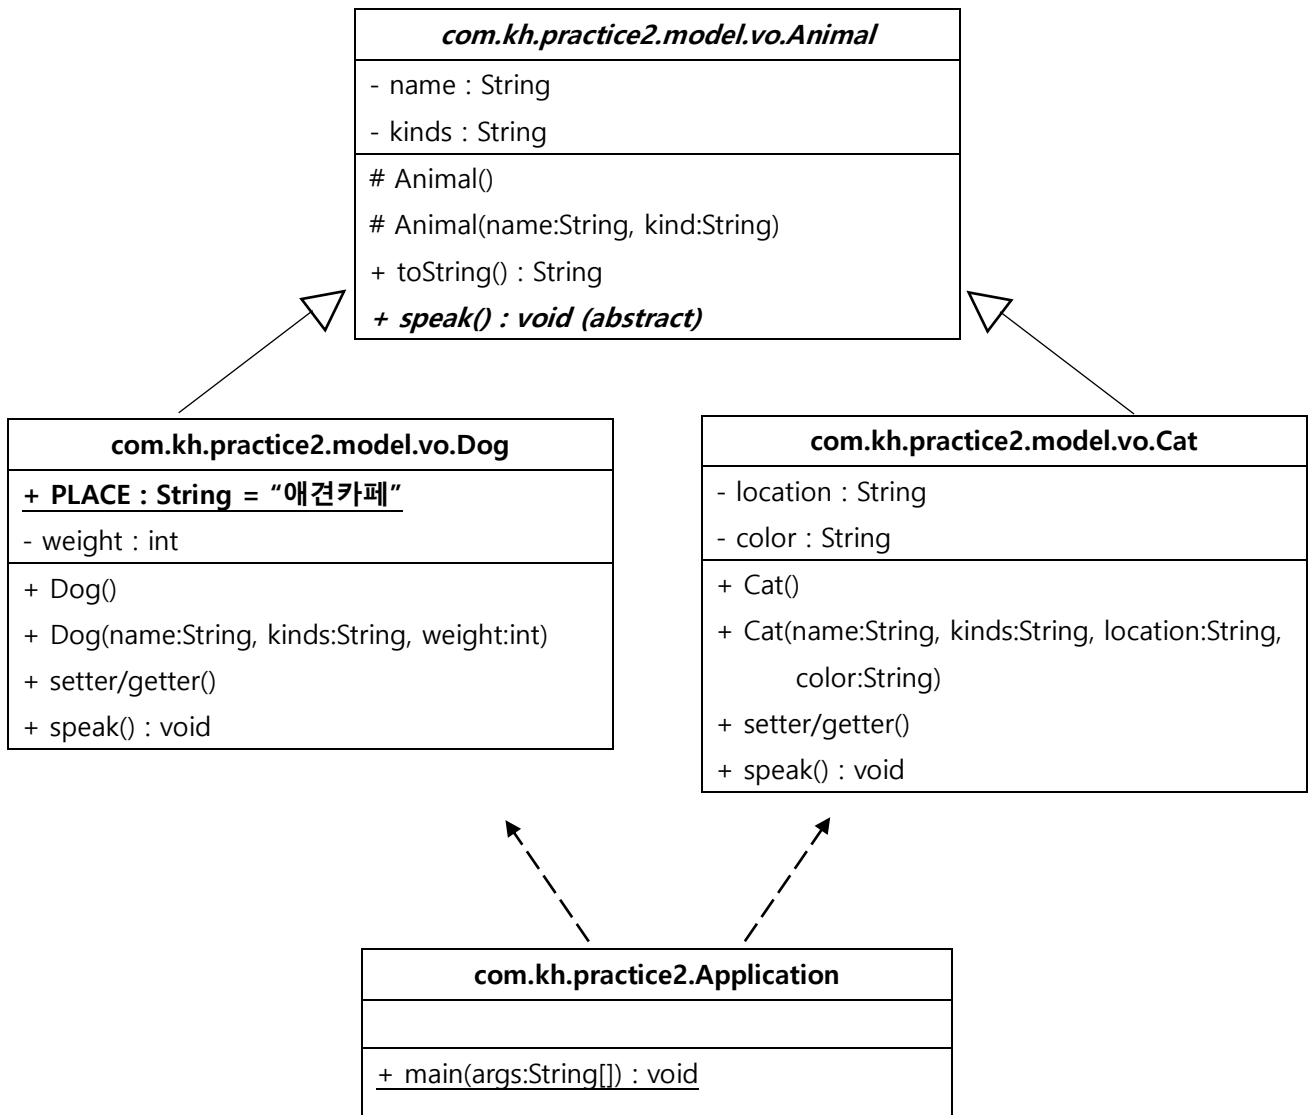 com.kh.practice2.model.vo.Animal
- name : String
- kinds : String
# Animal()
# Animal(name:String, kind:String)
+ toString() : String
+ speak() : void (abstract)
com.kh.practice2.model.vo.Dog
+ PLACE : String = “애견카페”
- weight : int
+ Dog()
+ Dog(name:String, kinds:String, weight:int)
+ setter/getter()
+ speak() : void
com.kh.practice2.model.vo.Cat
- location : String
- color : String
+ Cat()
+ Cat(name:String, kinds:String, location:String,
color:String)
+ setter/getter()
+ speak() : void
com.kh.practice2.Application
+ main(args:String[]) : void